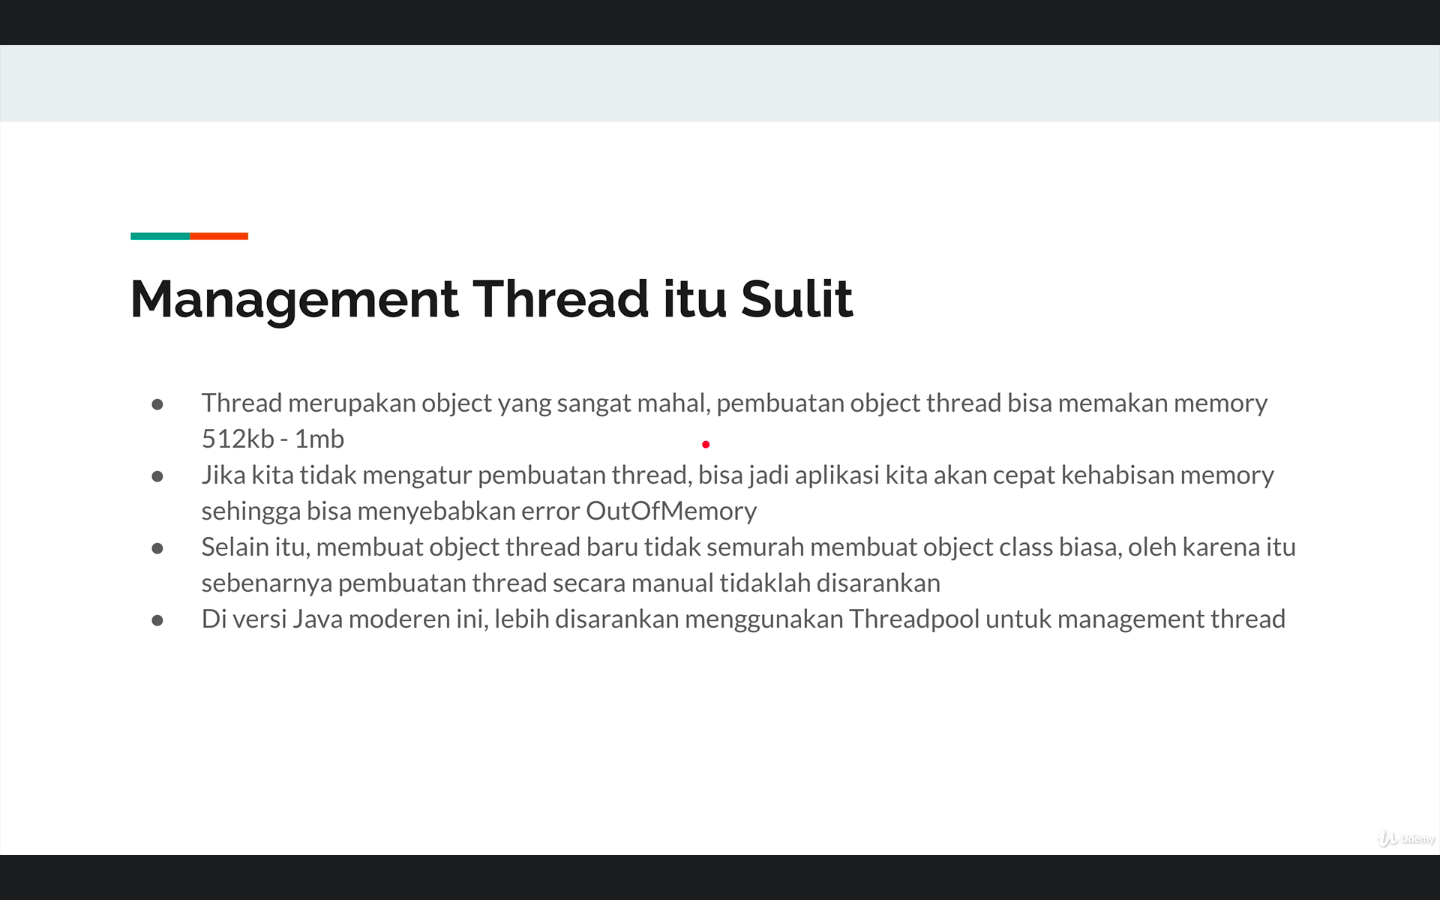 Management Thread itu Sulit
● Thread merupakan object yang sangat mahal, pembuatan object thread bisa memakan memory
512kb - 1mb
● Jika kita tidak mengatur pembuatan thread, bisa jadi aplikasi kita akan cepat kehabisan memory
sehingga bisa menyebabkan error OutOfMemory
● Selain itu, membuat object thread baru tidak semurah membuat object class biasa, oleh karena itu
sebenarnya pembuatan thread secara manual tidaklah disarankan
● Di versi Java moderen ini, lebih disarankan menggunakan Threadpool untuk management thread
Udemy